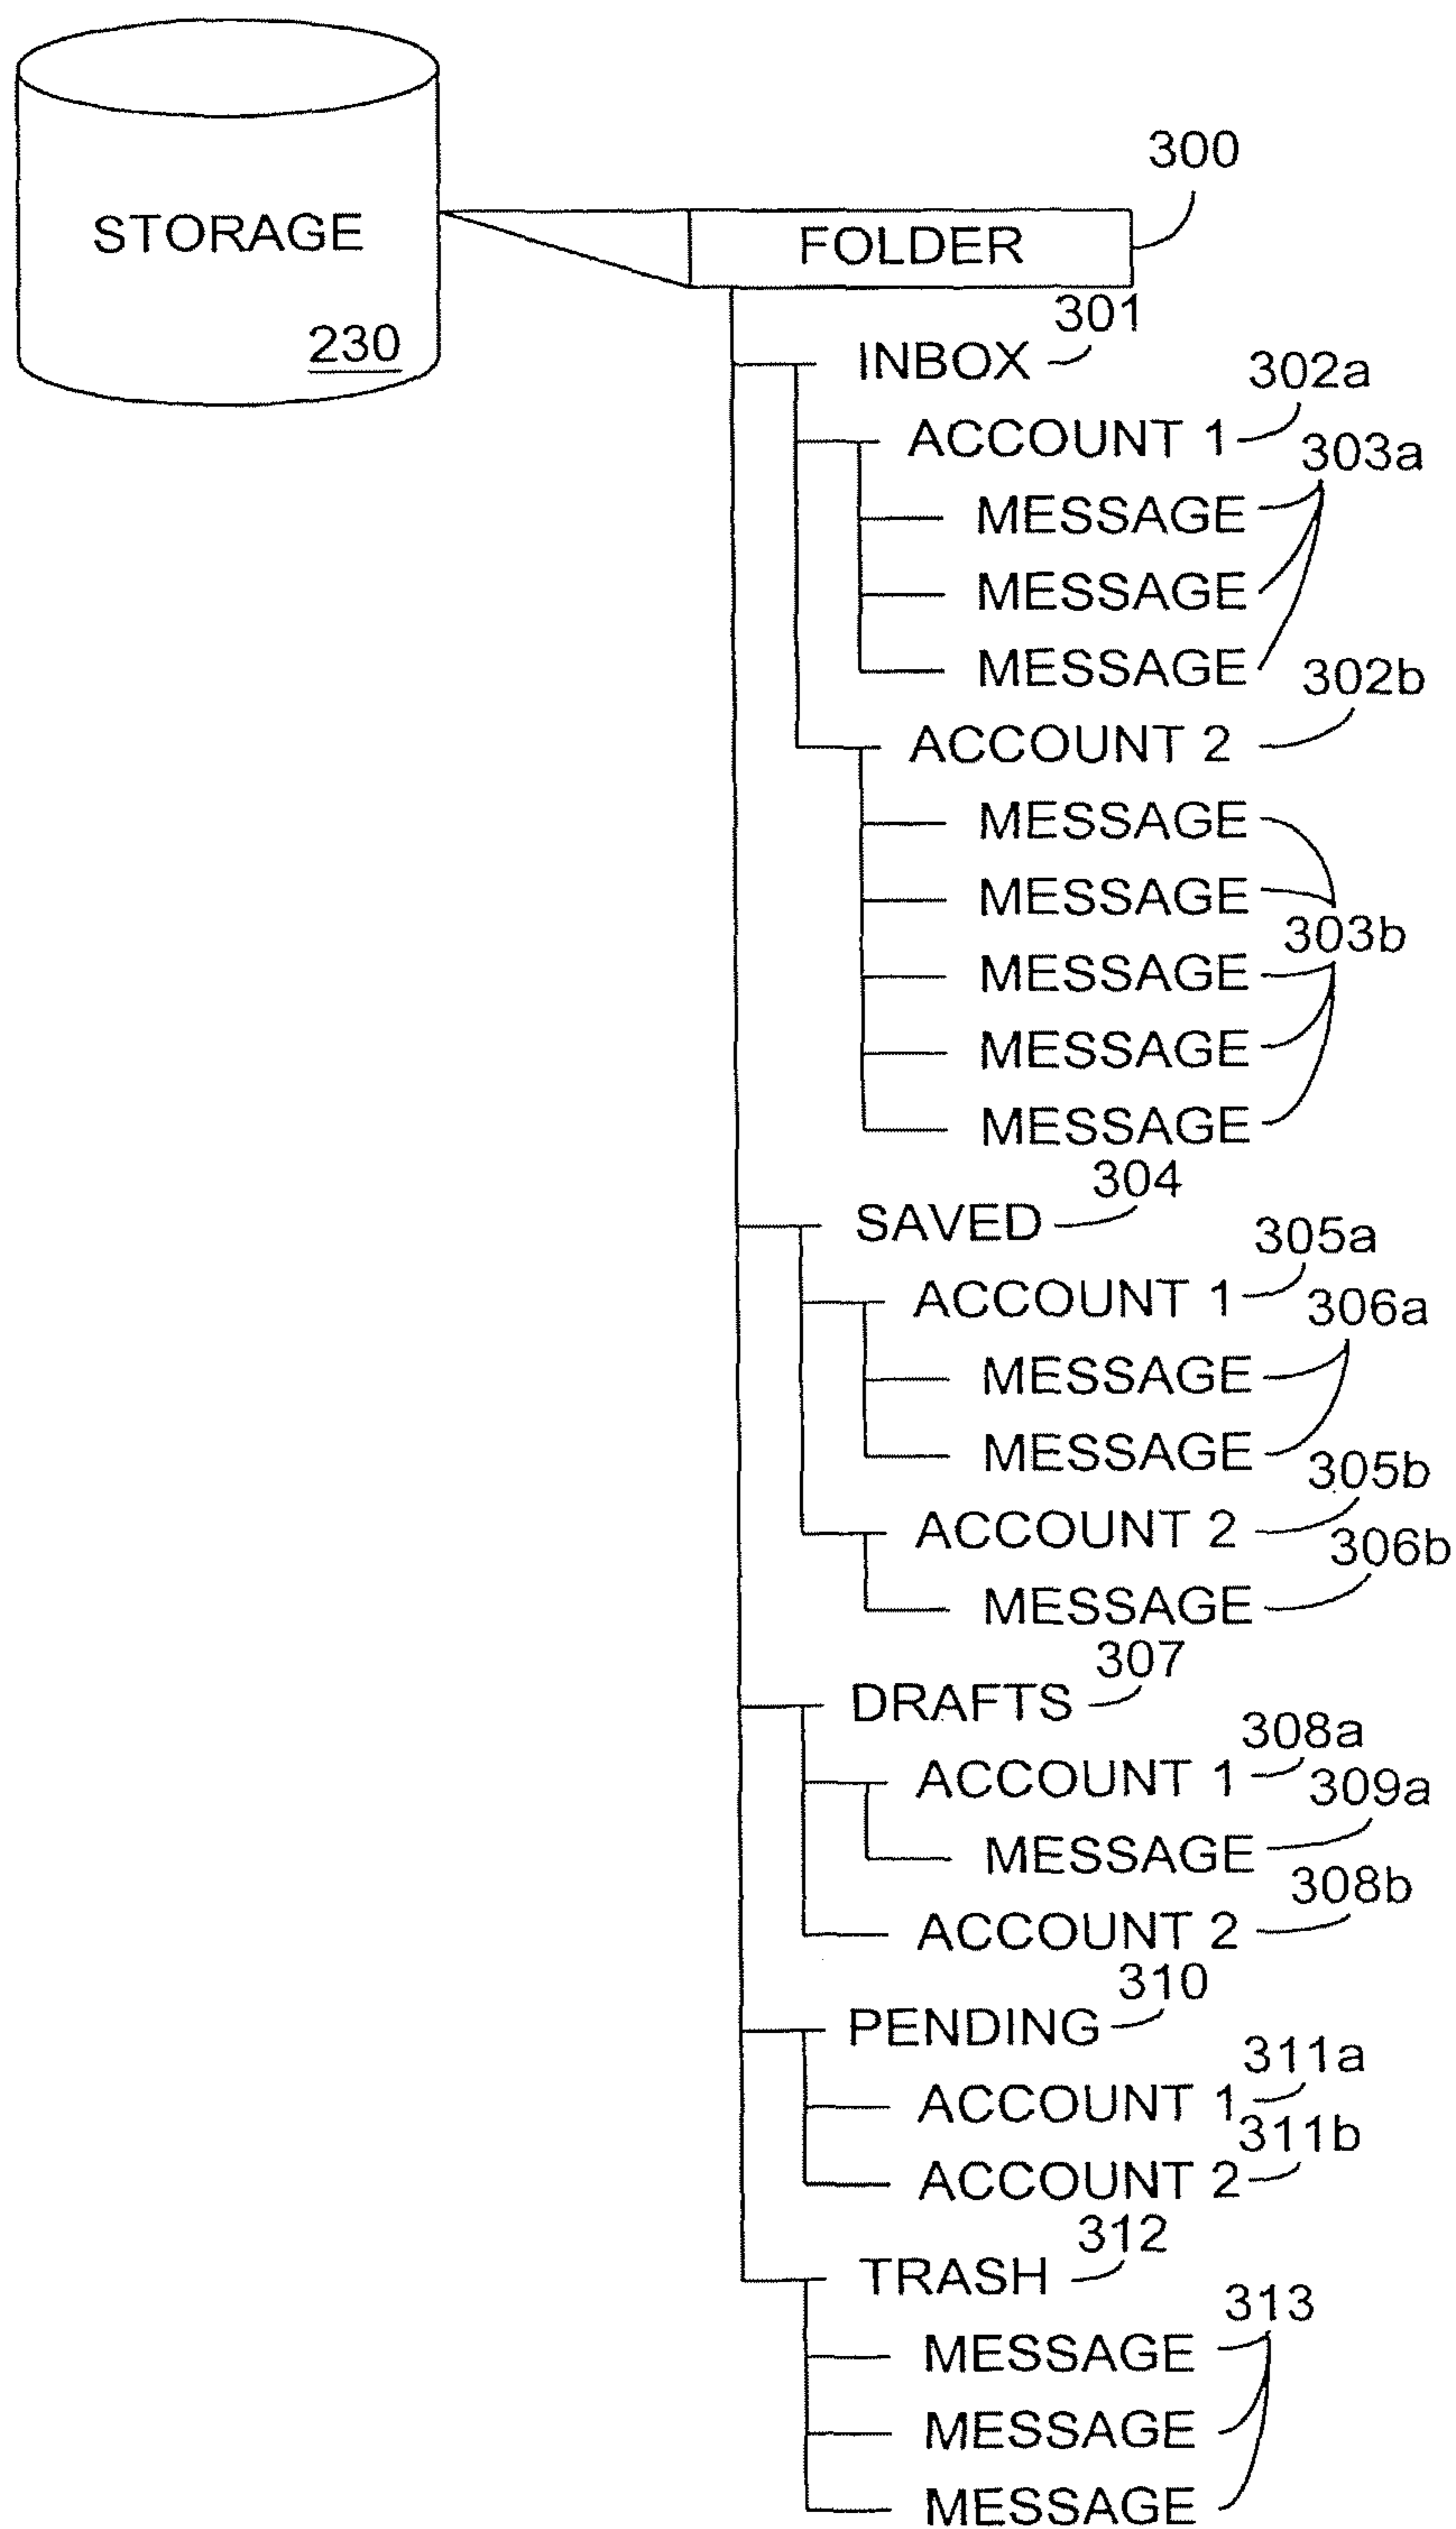 300
STORAGE
FOLDER
230
301
INBOX
302a
ACCOUNT 1
303a
MESSAGE
MESSAGE
MESSAGE
302b
ACCOUNT 2
MESSAGE
MESSAGE
303b
MESSAGE
MESSAGE
MESSAGE
304
SAVED
305a
ACCOUNT 1
306a
MESSAGE
MESSAGE
305b
ACCOUNT 2
306b
MESSAGE
307
DRAFTS
308a
ACCOUNT 1
309a
MESSAGE
308b
ACCOUNT 2
310
PENDING
311a
ACCOUNT 1
311b
ACCOUNT 2
312
TRASH
313
MESSAGE
MESSAGE
MESSAGE